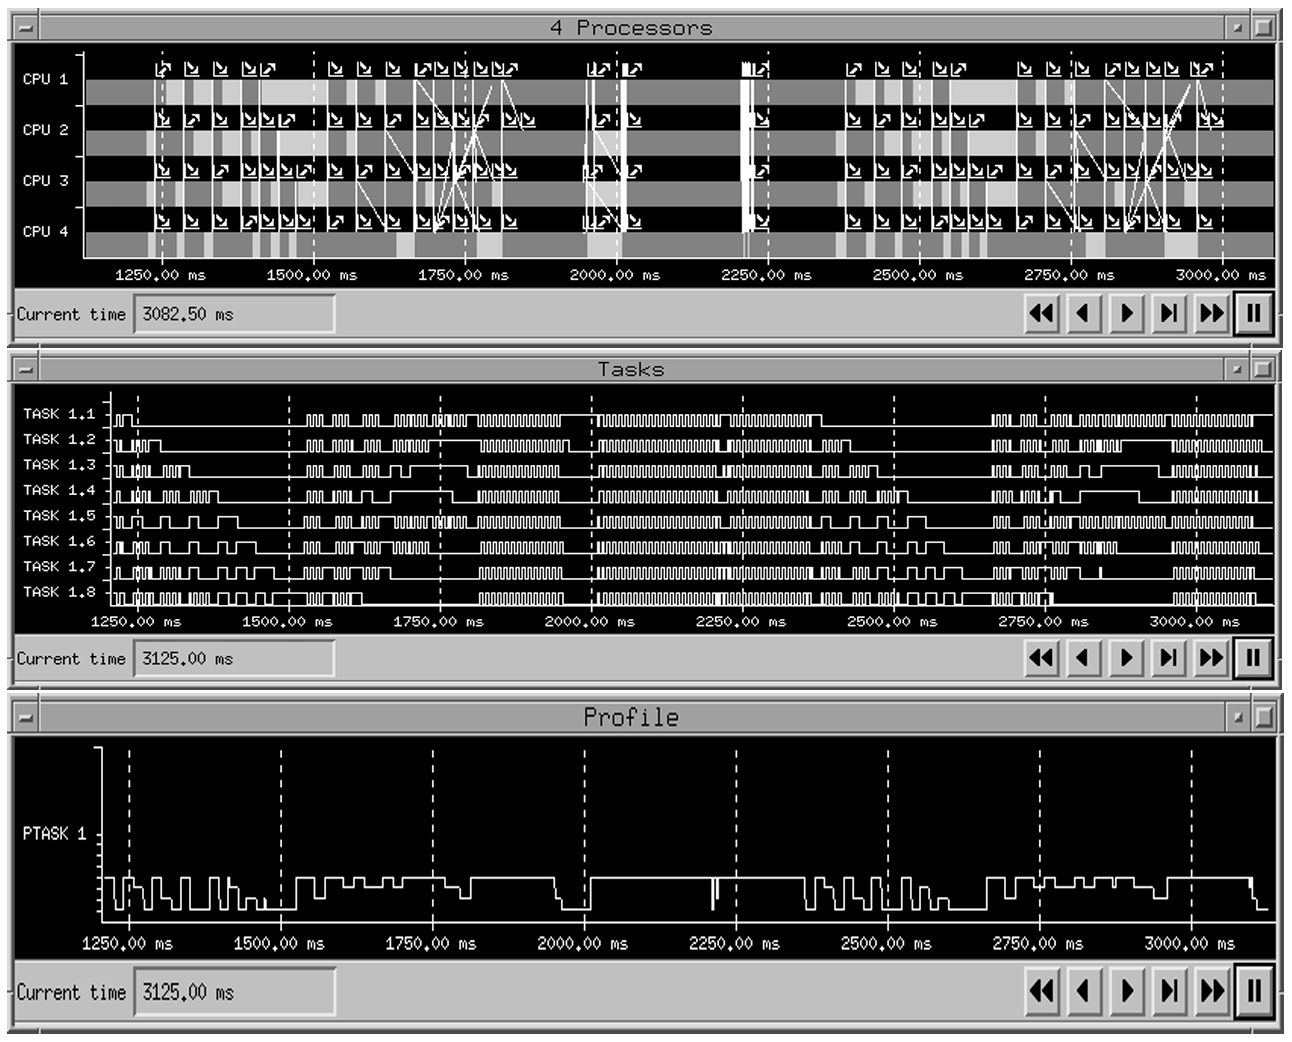 4 Processors
CPU 1
CPU 2
CPU 3
CPU 4
1250.00 ms 1500.00 ms 1750.00 ms 2000.00 ms 2250.00 ms 2500.00 ms 2750.00 ms 3000.00 ms
Current time 3082.50 ms
Tasks
TASK 1.1
TASK 1.2
TASK 1.3
TASK 1.4
TASK 1.5
TASK 1.6
TASK 1.7
TASK 1.8
1250.00 ms 1500.00 ms 1750.00 ms 2000.00 ms 2250.00 ms 2500.00 ms 2750.00 ms 3000.00 ms
Current time 3125.00 ms
Profile
PTASK 1
1250.00 ms 1500.00 ms 1750.00 ms 2000.00 ms 2250.00 ms 2500.00 ms 2750.00 ms 3000.00 ms
Current time 3125.00 ms